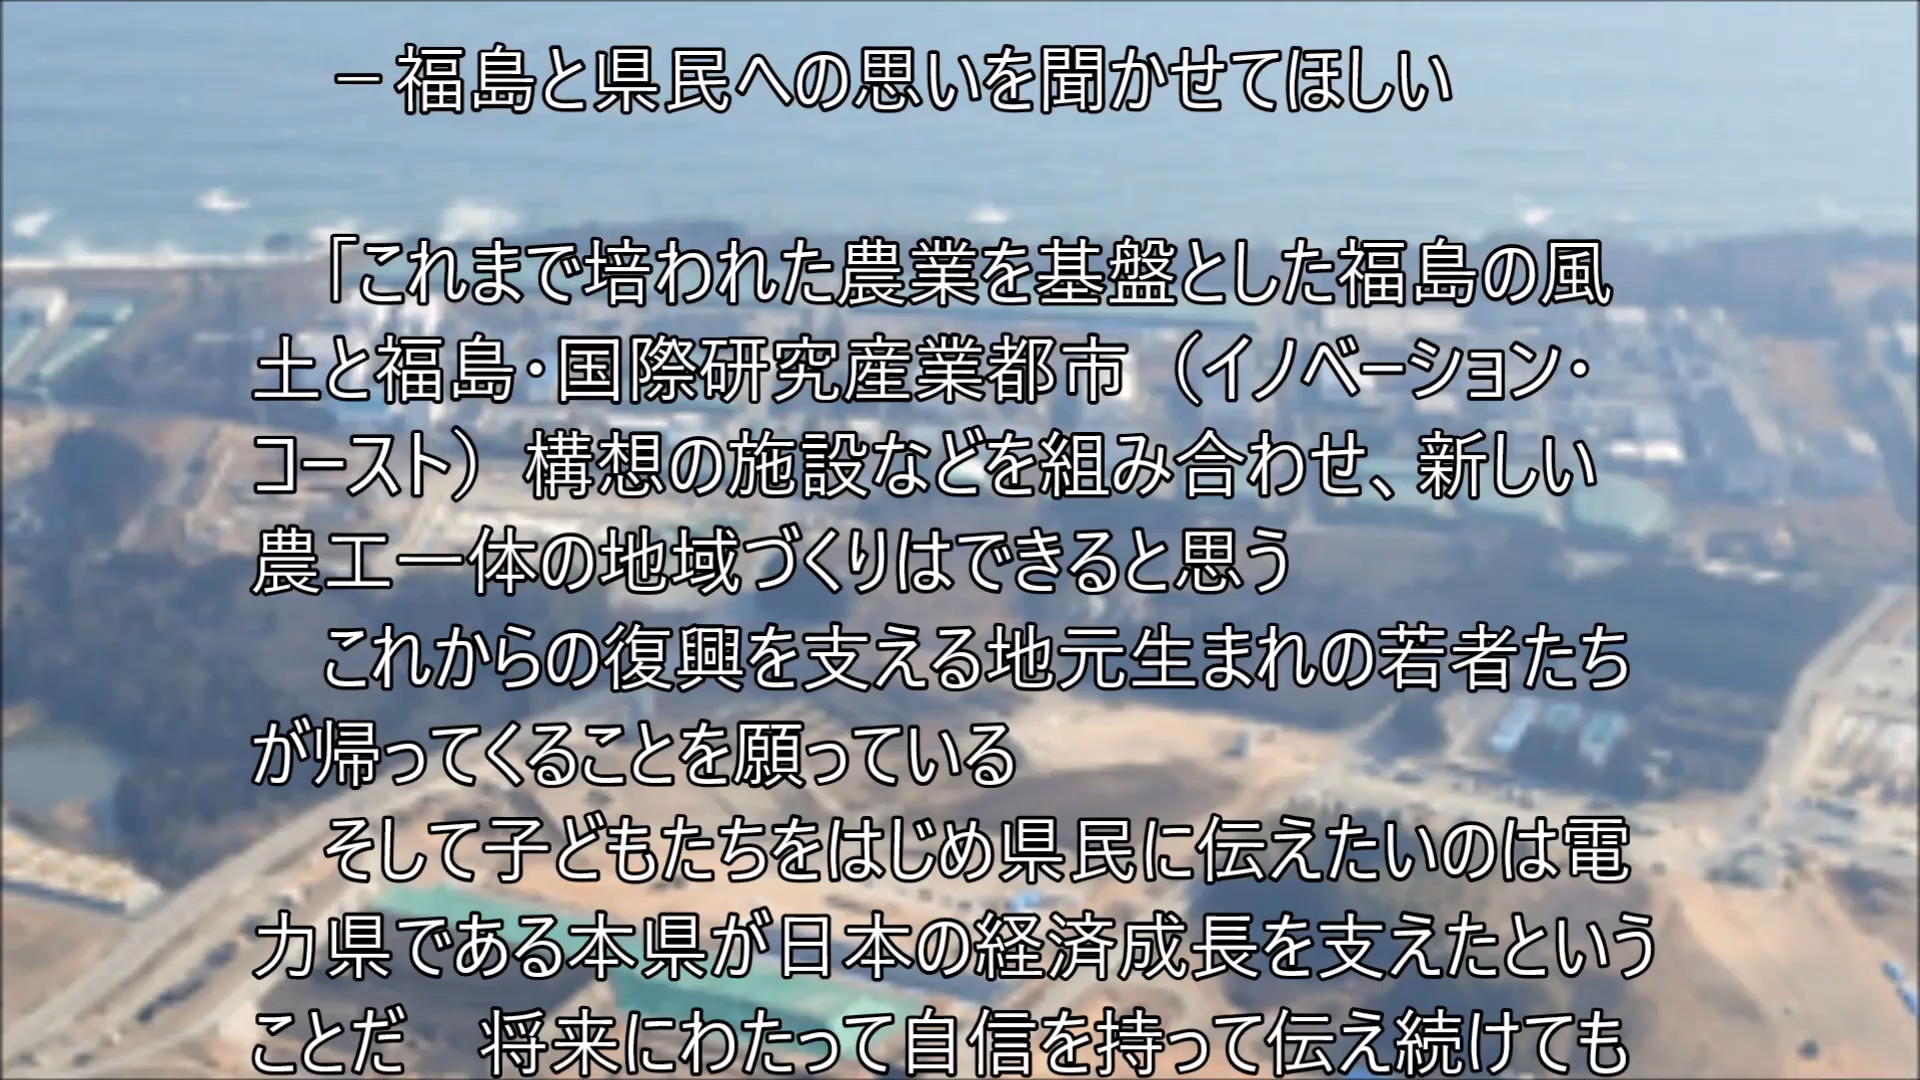 －福島と県民への思いを聞かせてほしい
「これまで培われた農業を基盤とした福島の風
土と福島・国際研究産業都市（イノベーション・
コースト）構想の施設などを組み合わせ、新しい
農工一体の地域づくりはできると思う
これからの復興を支える地元生まれの若者たち
が帰ってくることを願っている
そして子どもたちをはじめ県民に伝えたいのは電
力県である本県が日本の経済成長を支えたという
ことだ　将来にわたって自信を持って伝え続けても